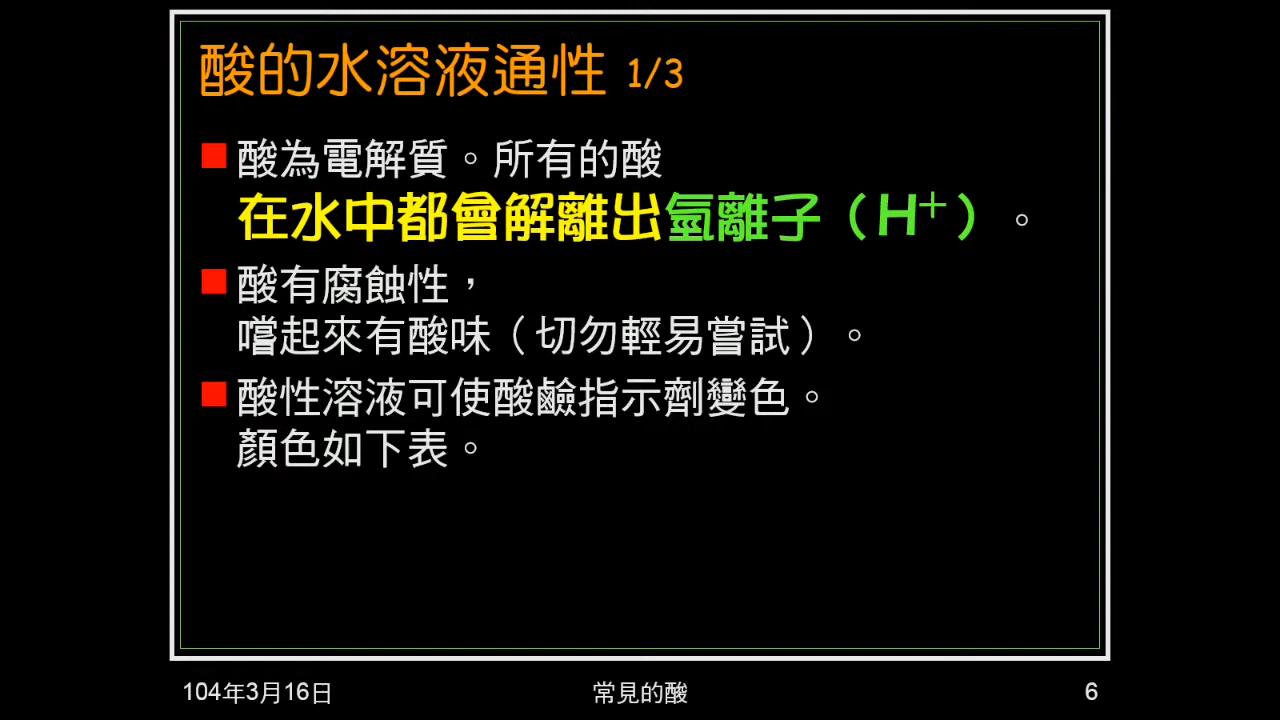 酸的水溶液通性 1/3
酸為電解質。所有的酸
在水中都會解離出氫離子（H⁺）。
酸有腐蝕性，
嚐起來有酸味（切勿輕易嘗試）。
酸性溶液可使酸鹼指示劑變色。
顏色如下表。
104年3月16日
常見的酸
6